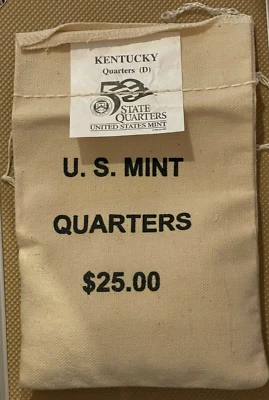 KENTUCKY
Quarters (D)
50
STATE
QUARTERS
UNITED STATES MINT
U. S. MINT
QUARTERS
$25.00